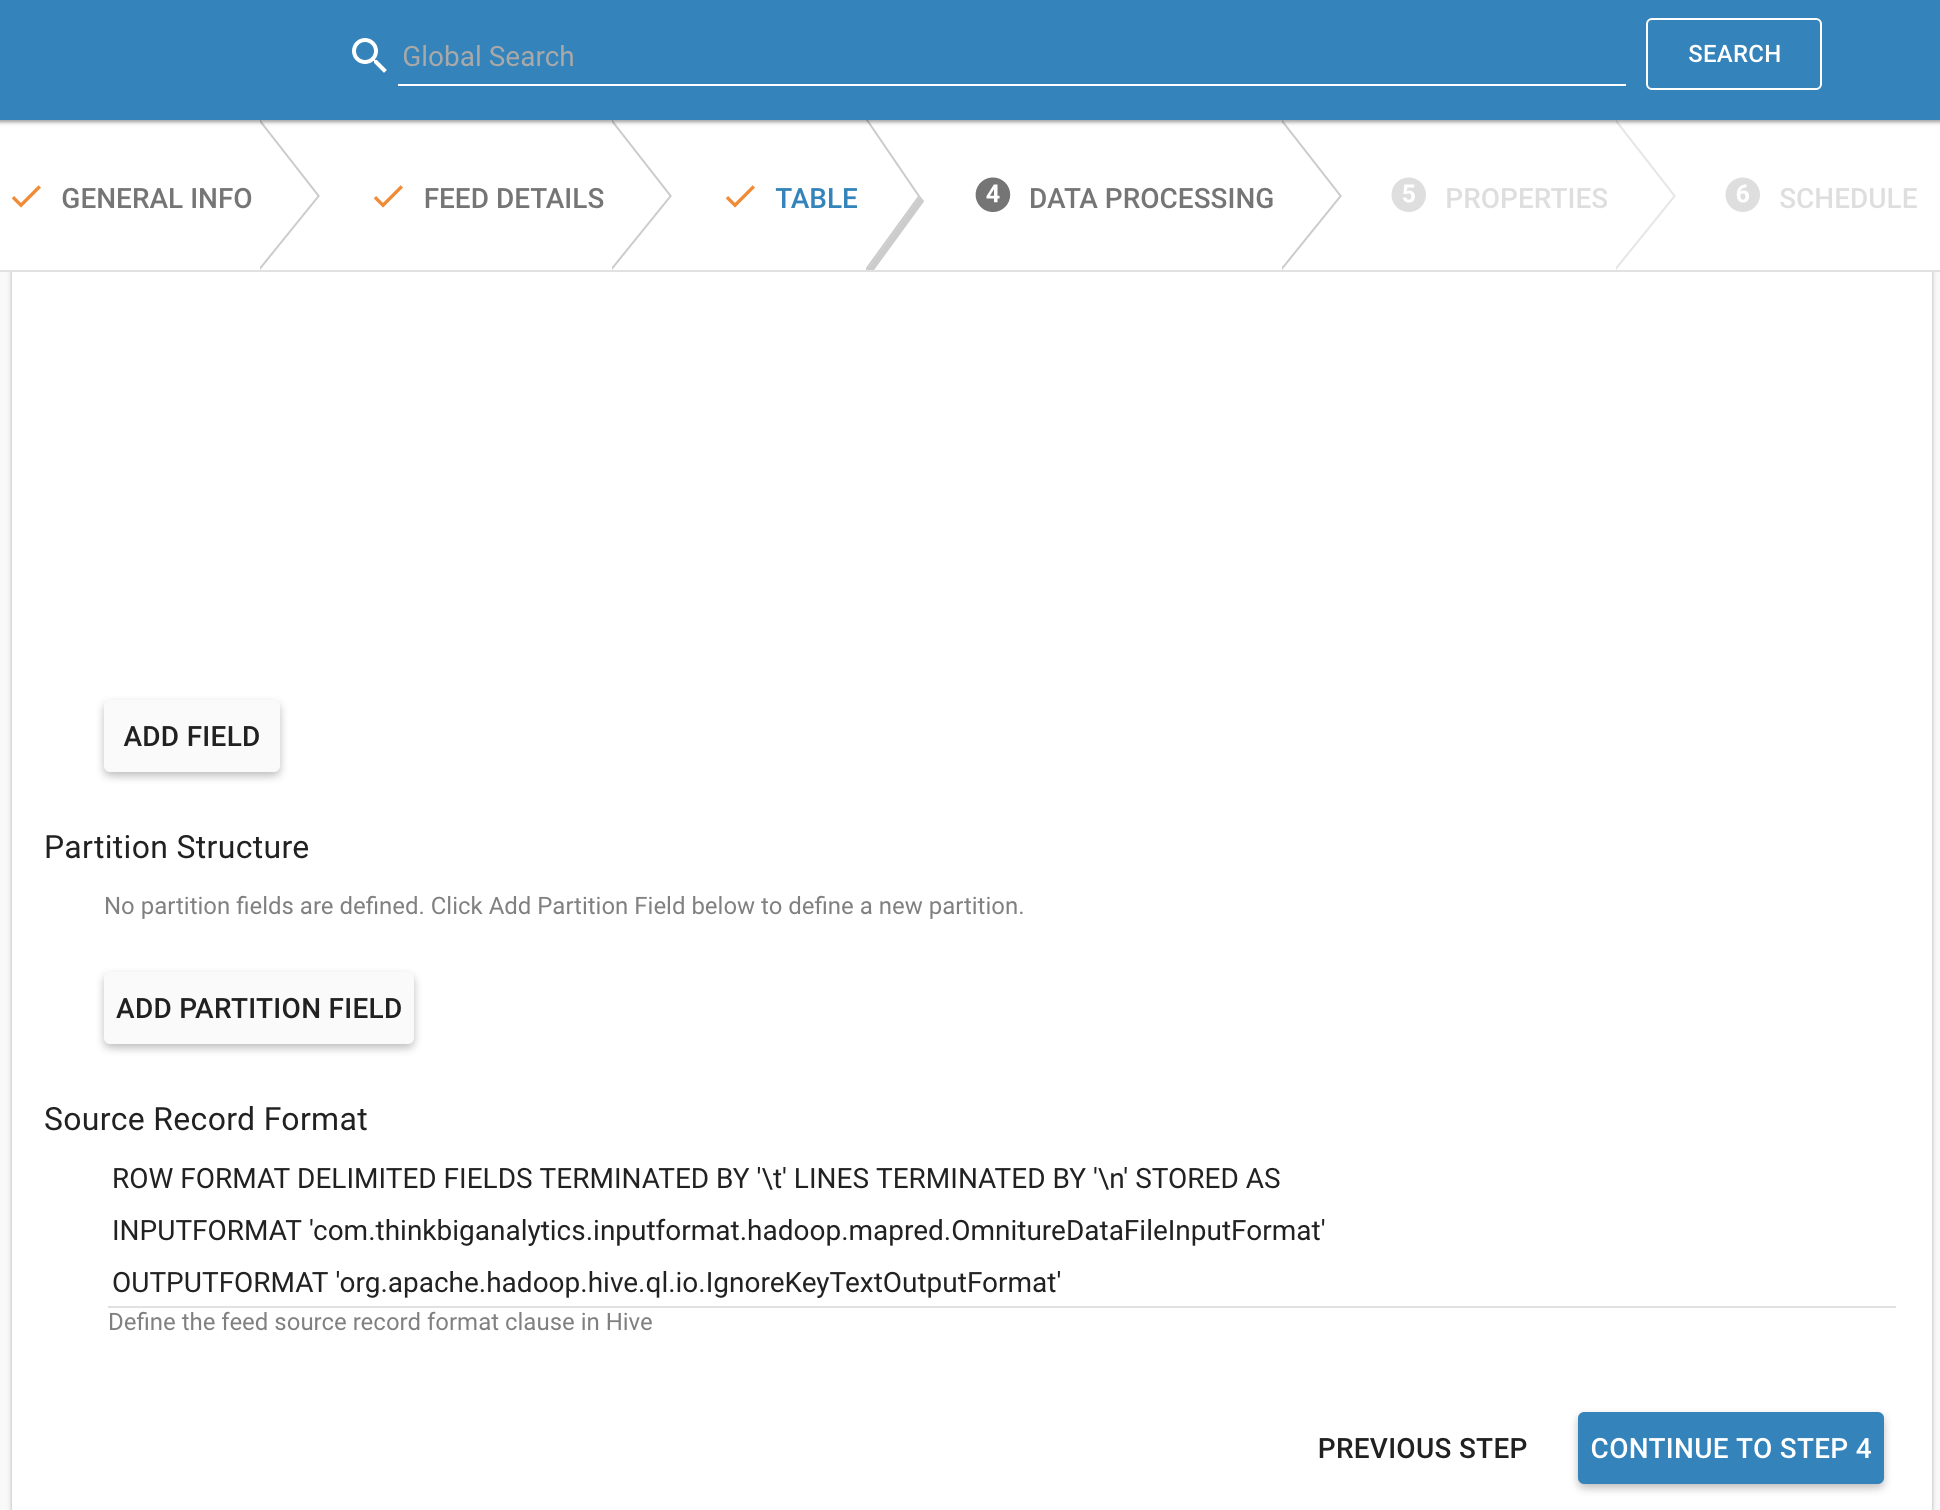 Global Search
SEARCH
GENERAL INFO
FEED DETAILS
TABLE
4 DATA PROCESSING
5 PROPERTIES
6 SCHEDULE
ADD FIELD
Partition Structure
No partition fields are defined. Click Add Partition Field below to define a new partition.
ADD PARTITION FIELD
Source Record Format
ROW FORMAT DELIMITED FIELDS TERMINATED BY '\t' LINES TERMINATED BY '\n' STORED AS
INPUTFORMAT 'com.thinkbiganalytics.inputformat.hadoop.mapred.OmnitureDataFileInputFormat'
OUTPUTFORMAT 'org.apache.hadoop.hive.ql.io.IgnoreKeyTextOutputFormat'
Define the feed source record format clause in Hive
PREVIOUS STEP
CONTINUE TO STEP 4